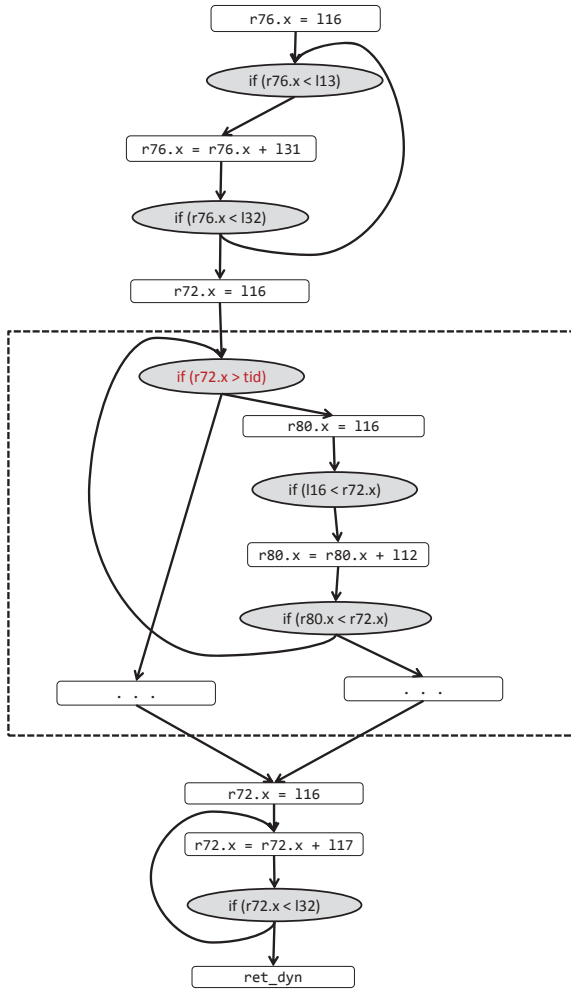 r76.x = l16
if (r76.x < l13)
r76.x = r76.x + l31
if (r76.x < l32)
r72.x = l16
if (r72.x > tid)
r80.x = l16
if (l16 < r72.x)
r80.x = r80.x + l12
if (r80.x < r72.x)
. . .
. . .
r72.x = l16
r72.x = r72.x + l17
if (r72.x < l32)
ret_dyn